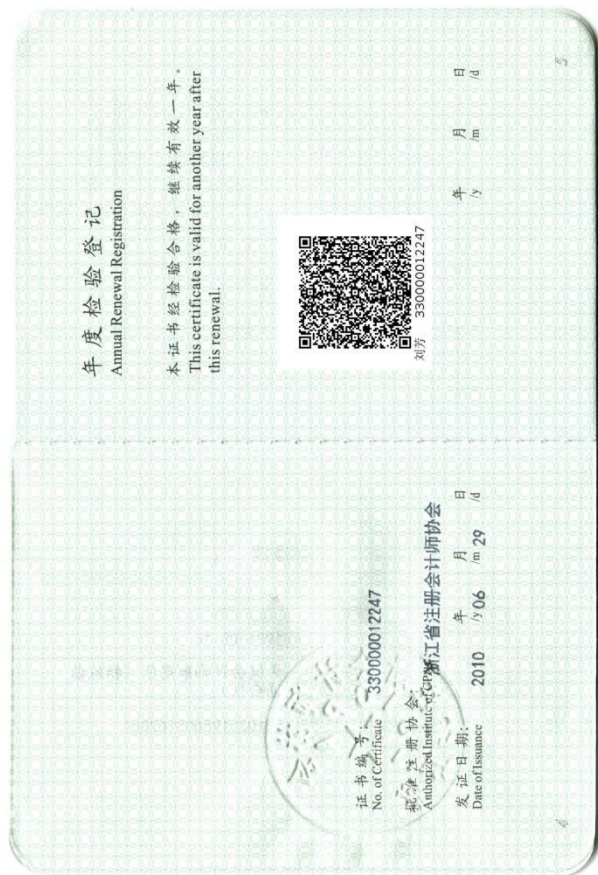 年度检验登记
Annual Renewal Registration
本证书经检验合格，继续有效一年。
This certificate is valid for another year after
this renewal.
刘芳 330000012247
年 月 日
/y /m /d
5
证书编号：
No. of Certificate 330000012247
批准注册协会：浙江省注册会计师协会
Authorized Institute of CPAs
发证日期：
Date of Issuance 2010 年 /y 06 月 /m 29 日 /d
4